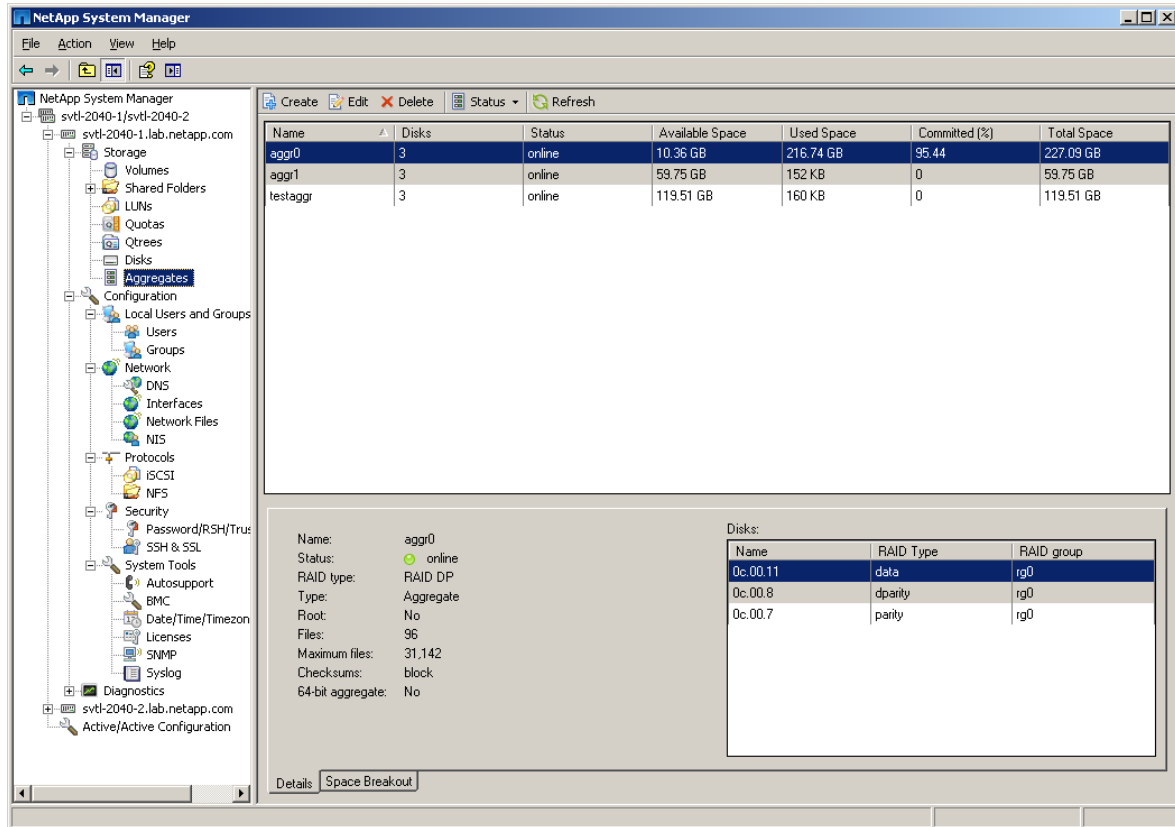 NetApp System Manager
File Action View Help
NetApp System Manager
svtl-2040-1/svtl-2040-2
svtl-2040-1.lab.netapp.com
Storage
Volumes
Shared Folders
LUNs
Quotas
Qtrees
Disks
Aggregates
Configuration
Local Users and Groups
Users
Groups
Network
DNS
Interfaces
Network Files
NIS
Protocols
iSCSI
NFS
Security
Password/RSH/Trus
SSH & SSL
System Tools
Autosupport
BMC
Date/Time/Timezon
Licenses
SNMP
Syslog
Diagnostics
svtl-2040-2.lab.netapp.com
Active/Active Configuration
Create Edit Delete Status Refresh
Name Disks Status Available Space Used Space Committed (%) Total Space
aggr0 3 online 10.36 GB 216.74 GB 95.44 227.09 GB
aggr1 3 online 59.75 GB 152 KB 0 59.75 GB
testaggr 3 online 119.51 GB 160 KB 0 119.51 GB
Name: aggr0
Status: online
RAID type: RAID DP
Type: Aggregate
Root: No
Files: 96
Maximum files: 31,142
Checksums: block
64-bit aggregate: No
Disks:
Name RAID Type RAID group
0c.00.11 data rg0
0c.00.8 dparity rg0
0c.00.7 parity rg0
Details Space Breakout